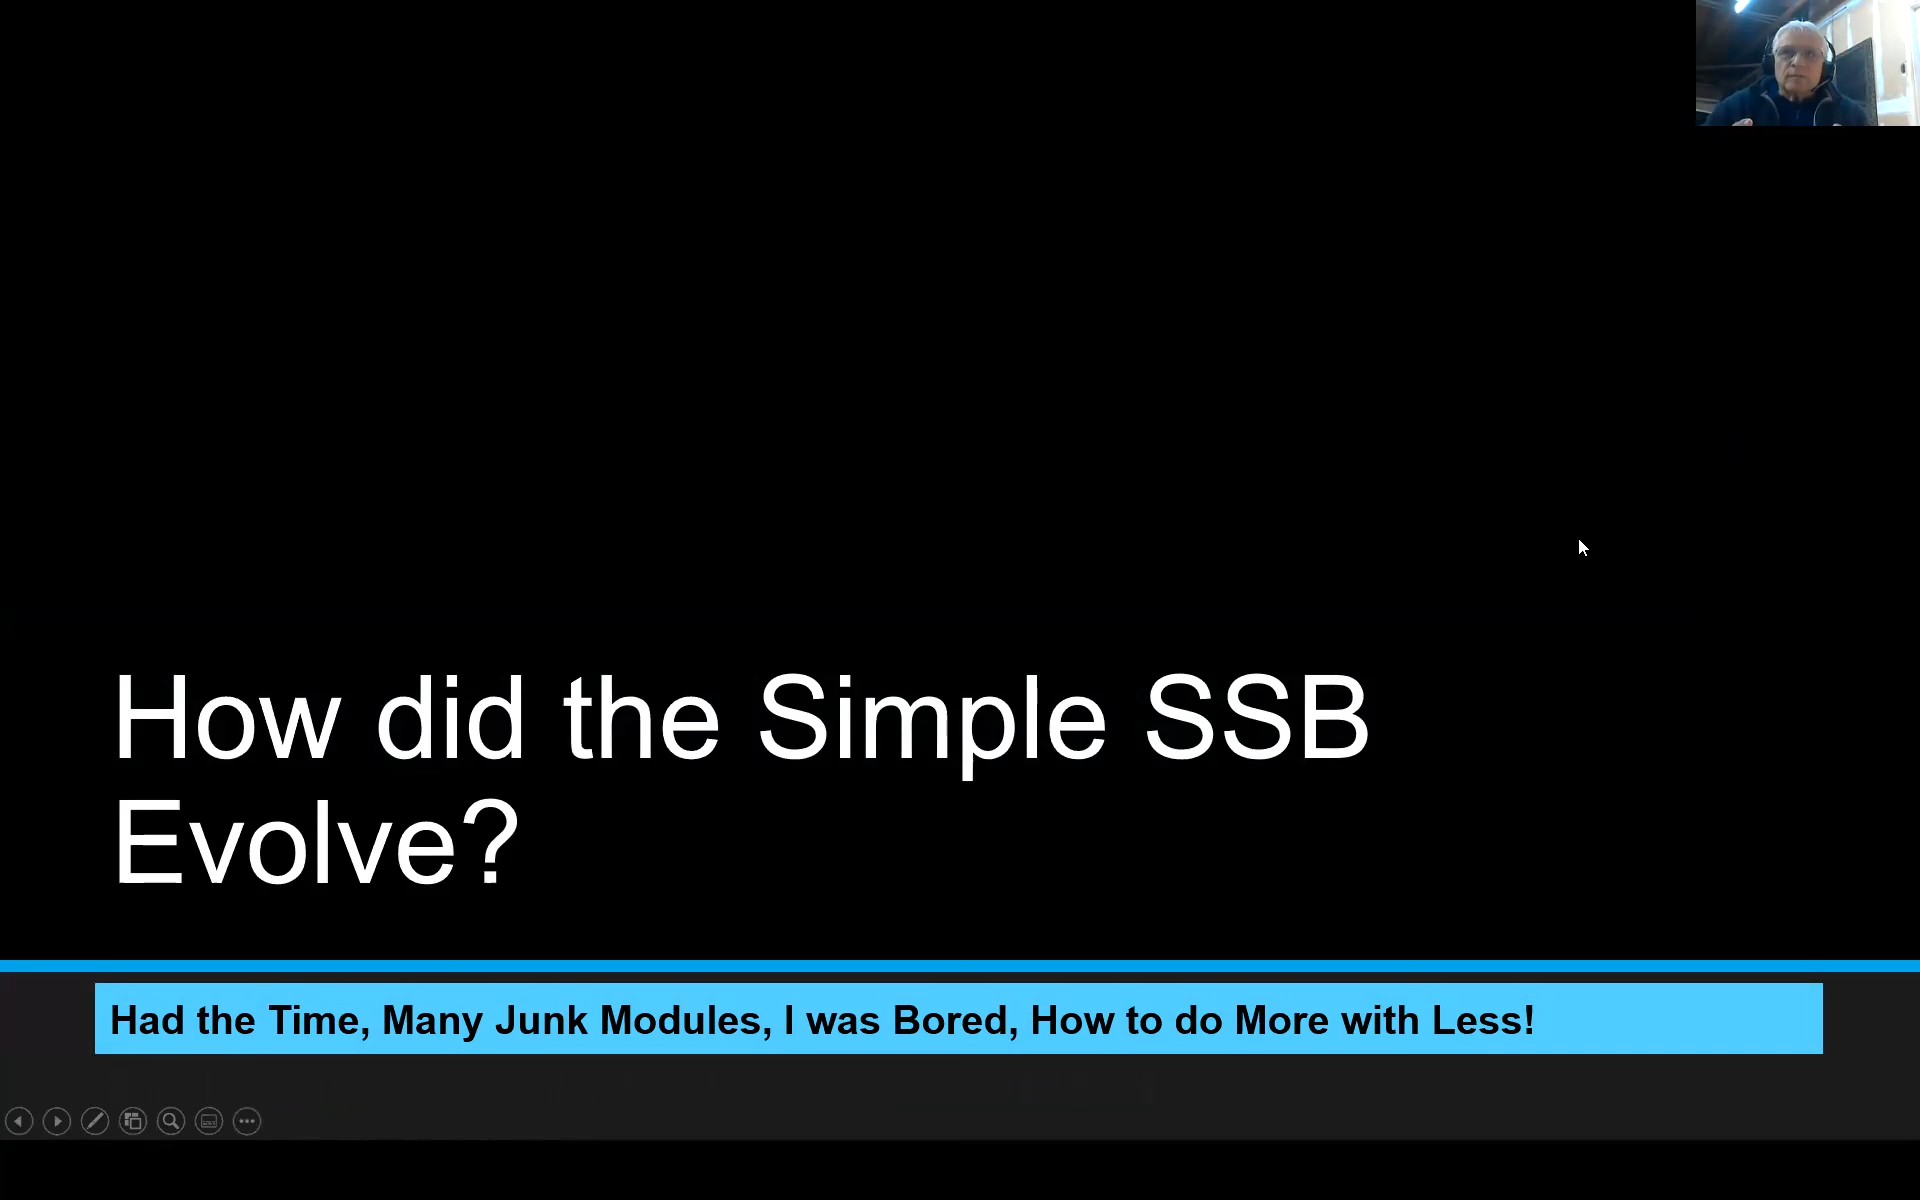 How did the Simple SSB
Evolve?
Had the Time, Many Junk Modules, I was Bored, How to do More with Less!